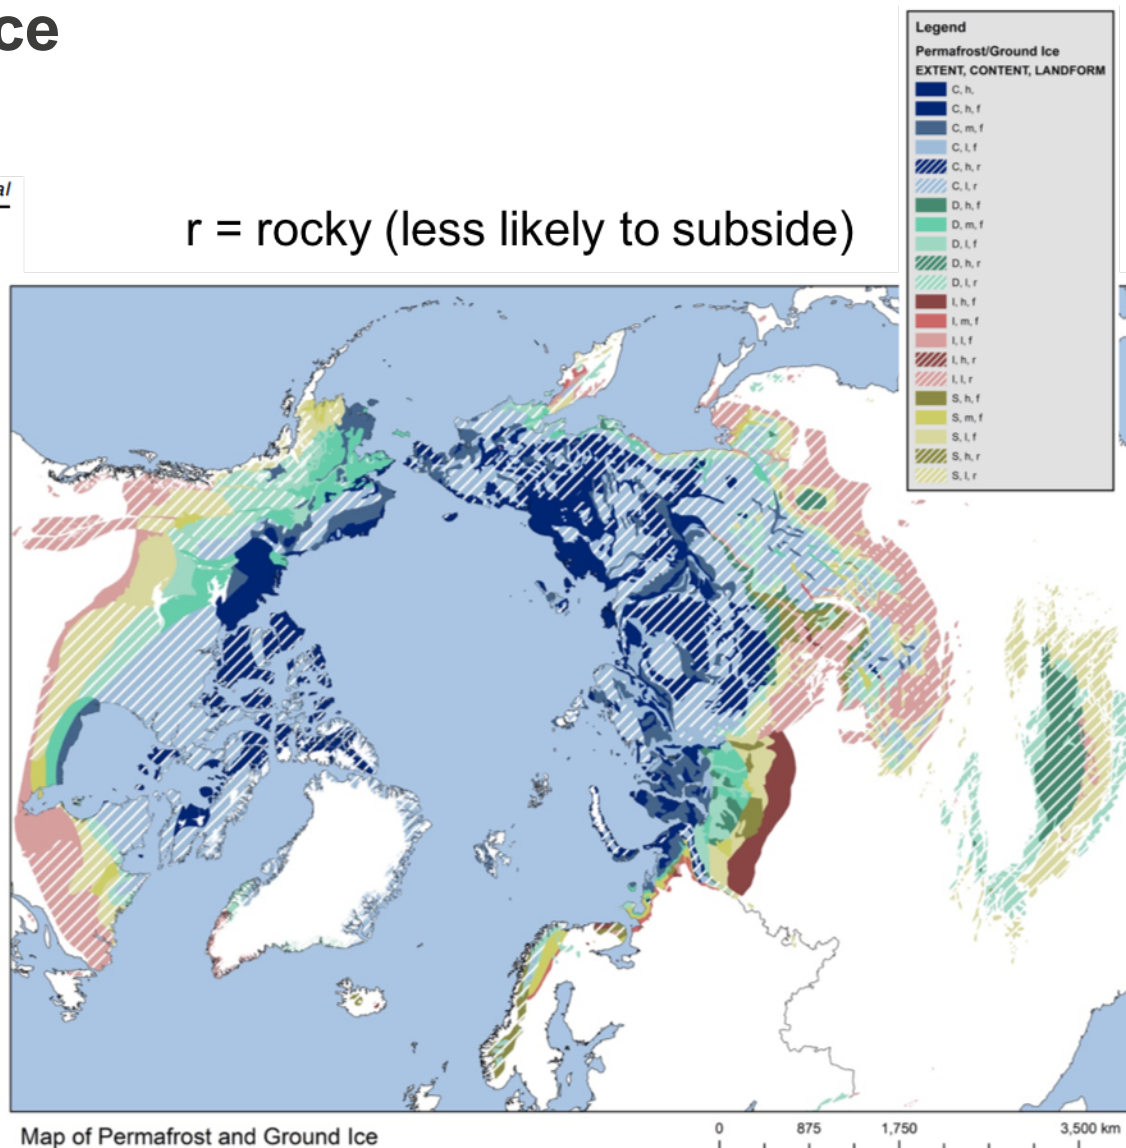 ce
Legend
Permafrost/Ground Ice
EXTENT, CONTENT, LANDFORM
C, h,
C, h, f
C, m, f
C, l, f
C, h, r
C, l, r
D, h, f
D, m, f
D, l, f
D, h, r
D, l, r
I, h, f
I, m, f
I, l, f
I, h, r
I, l, r
S, h, f
S, m, f
S, l, f
S, h, r
S, l, r
al
r = rocky (less likely to subside)
Map of Permafrost and Ground Ice
0 875 1,750 3,500 km